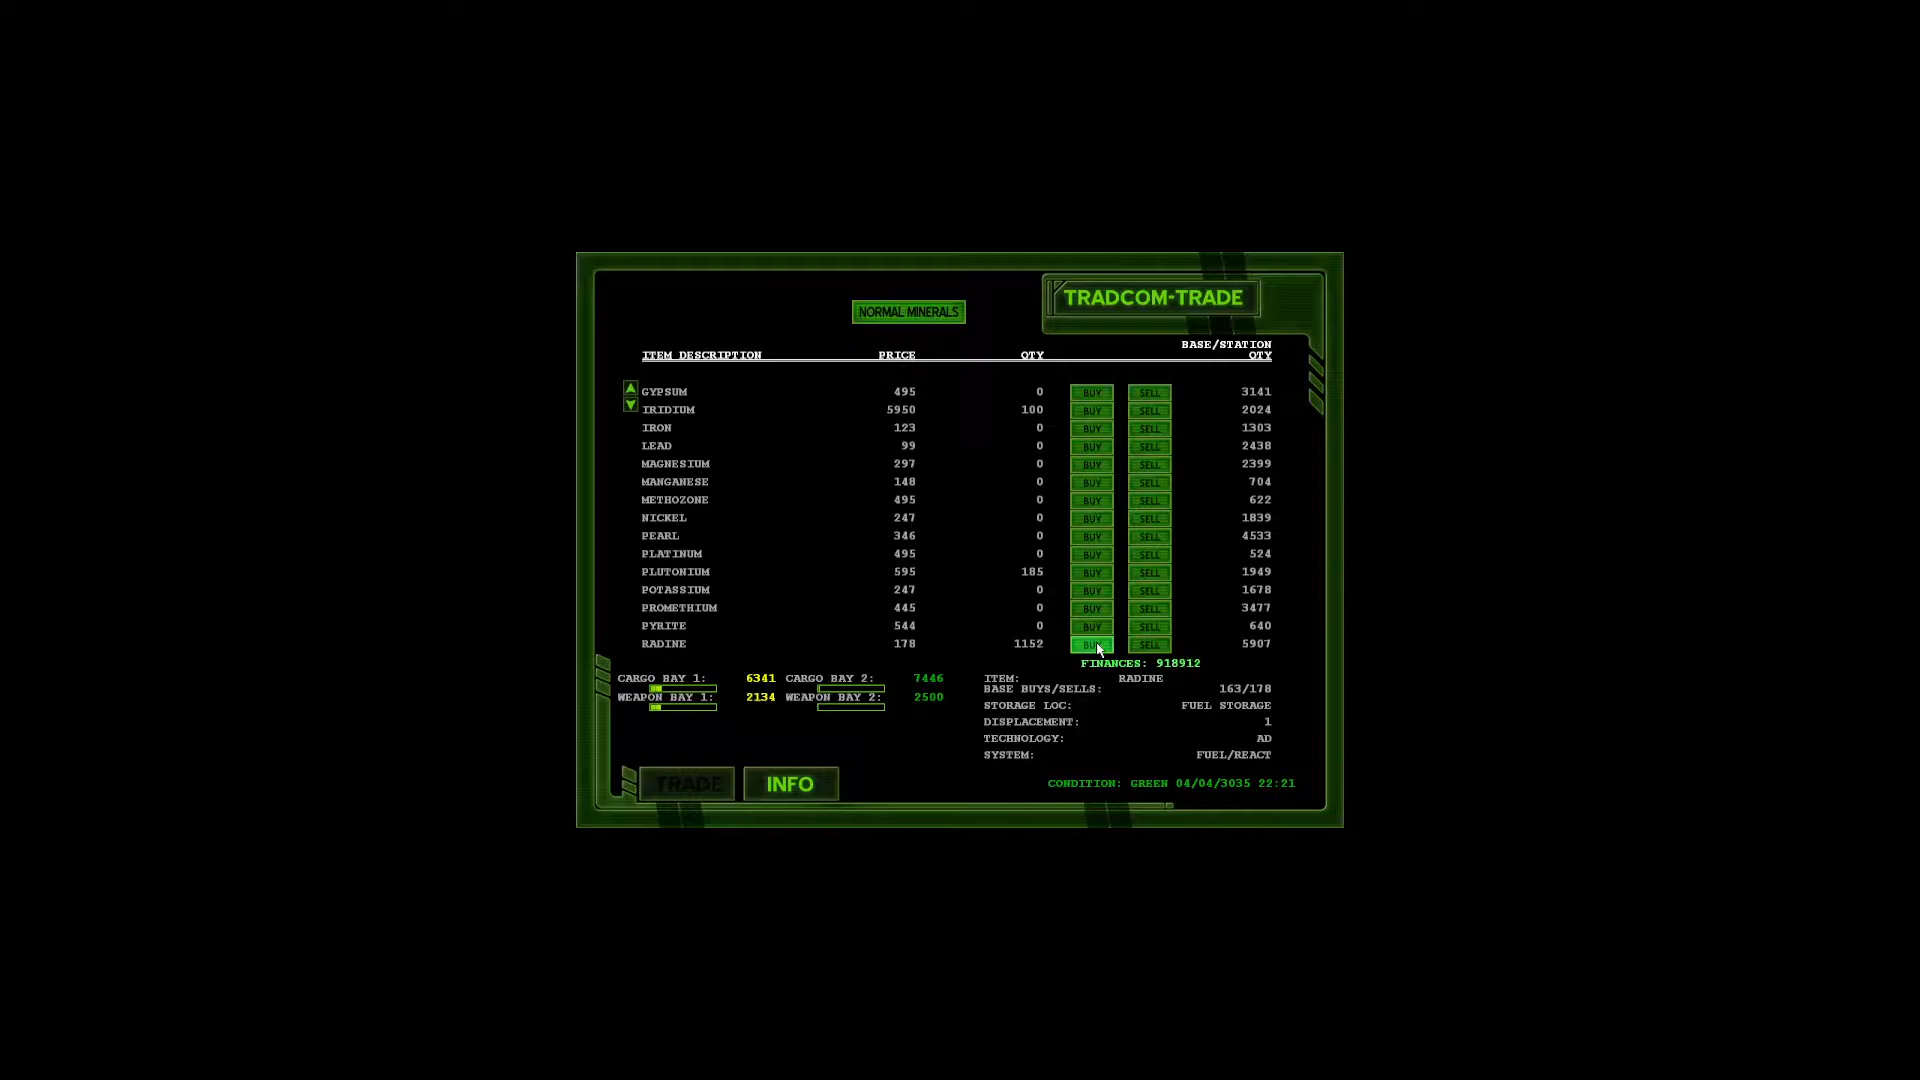 TRADCOM-TRADE
NORMAL MINERALS
BASE/STATION
ITEM DESCRIPTION PRICE QTY QTY
GYPSUM 495 0 BUY SELL 3141
IRIDIUM 5950 100 BUY SELL 2024
IRON 123 0 BUY SELL 1303
LEAD 99 0 BUY SELL 2438
MAGNESIUM 297 0 BUY SELL 2399
MANGANESE 148 0 BUY SELL 704
METHOZONE 495 0 BUY SELL 622
NICKEL 247 0 BUY SELL 1839
PEARL 346 0 BUY SELL 4533
PLATINUM 495 0 BUY SELL 524
PLUTONIUM 595 185 BUY SELL 1949
POTASSIUM 247 0 BUY SELL 1678
PROMETHIUM 445 0 BUY SELL 3477
PYRITE 544 0 BUY SELL 640
RADINE 178 1152 BUY SELL 5907
FINANCES: 918912
CARGO BAY 1: 6341 CARGO BAY 2: 7446
WEAPON BAY 1: 2134 WEAPON BAY 2: 2500
ITEM: RADINE
BASE BUYS/SELLS: 163/178
STORAGE LOC: FUEL STORAGE
DISPLACEMENT: 1
TECHNOLOGY: AD
SYSTEM: FUEL/REACT
TRADE INFO
CONDITION: GREEN 04/04/3035 22:21